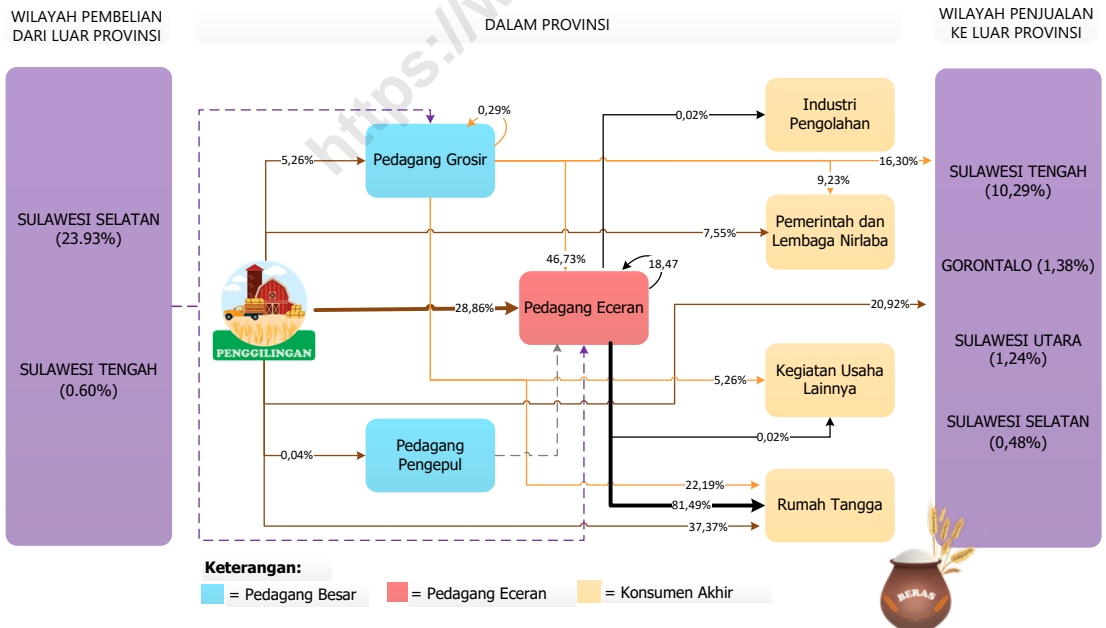 WILAYAH PEMBELIAN
DARI LUAR PROVINSI
DALAM PROVINSI
WILAYAH PENJUALAN
KE LUAR PROVINSI
https://w
SULAWESI SELATAN
(23.93%)
SULAWESI TENGAH
(0.60%)
0,29%
5,26%
Pedagang Grosir
0,02%
Industri
Pengolahan
16,30%
9,23%
7,55%
Pemerintah dan
Lembaga Nirlaba
46,73%
18,47
PENGGILINGAN
28,86%
Pedagang Eceran
20,92%
5,26%
Kegiatan Usaha
Lainnya
0,02%
0,04%
Pedagang
Pengepul
22,19%
81,49%
37,37%
Rumah Tangga
SULAWESI TENGAH
(10,29%)
GORONTALO (1,38%)
SULAWESI UTARA
(1,24%)
SULAWESI SELATAN
(0,48%)
BERAS
Keterangan:
= Pedagang Besar
= Pedagang Eceran
= Konsumen Akhir